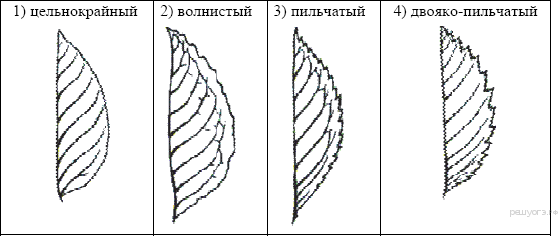 1) цельнокрайный 2) волнистый 3) пильчатый 4) двояко-пильчатый